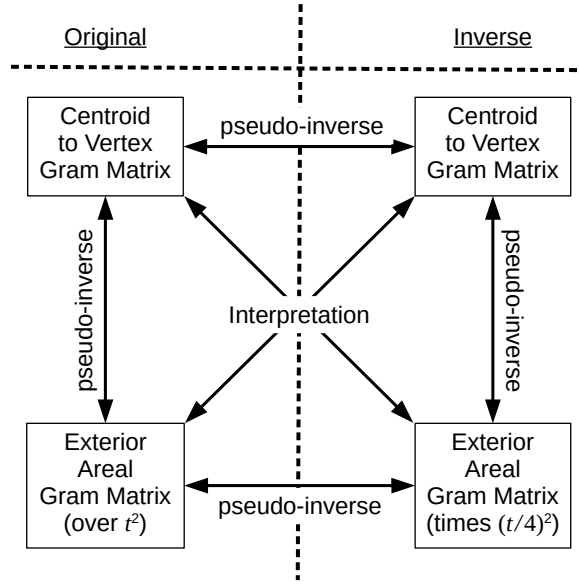 Original
Inverse
Centroid
to Vertex
Gram Matrix
pseudo-inverse
Centroid
to Vertex
Gram Matrix
pseudo-inverse
Interpretation
pseudo-inverse
Exterior
Areal
Gram Matrix
(over t²)
pseudo-inverse
Exterior
Areal
Gram Matrix
(times (t/4)²)